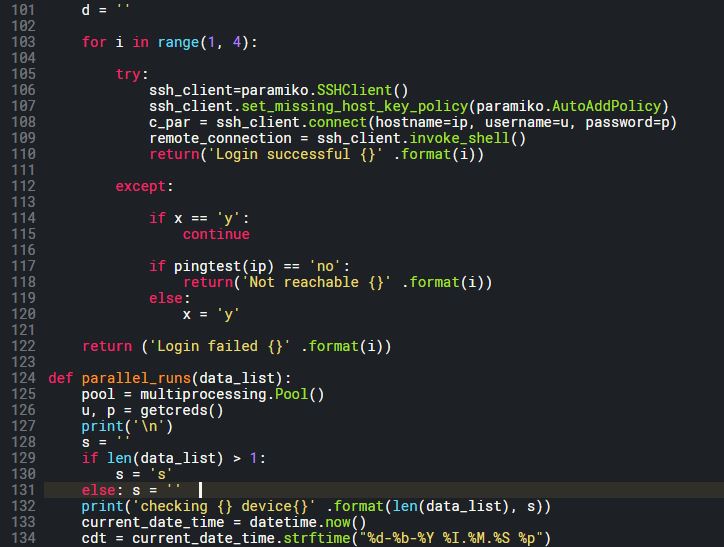 101     d = ''
102
103     for i in range(1, 4):
104
105         try:
106             ssh_client=paramiko.SSHClient()
107             ssh_client.set_missing_host_key_policy(paramiko.AutoAddPolicy)
108             c_par = ssh_client.connect(hostname=ip, username=u, password=p)
109             remote_connection = ssh_client.invoke_shell()
110             return('Login successful {}' .format(i))
111
112         except:
113
114             if x == 'y':
115                 continue
116
117             if pingtest(ip) == 'no':
118                 return('Not reachable {}' .format(i))
119             else:
120                 x = 'y'
121
122     return ('Login failed {}' .format(i))
123
124 def parallel_runs(data_list):
125     pool = multiprocessing.Pool()
126     u, p = getcreds()
127     print('\n')
128     s = ''
129     if len(data_list) > 1:
130         s = 's'
131     else: s = ''
132     print('checking {} device{}' .format(len(data_list), s))
133     current_date_time = datetime.now()
134     cdt = current_date_time.strftime("%d-%b-%Y %I.%M.%S %p")